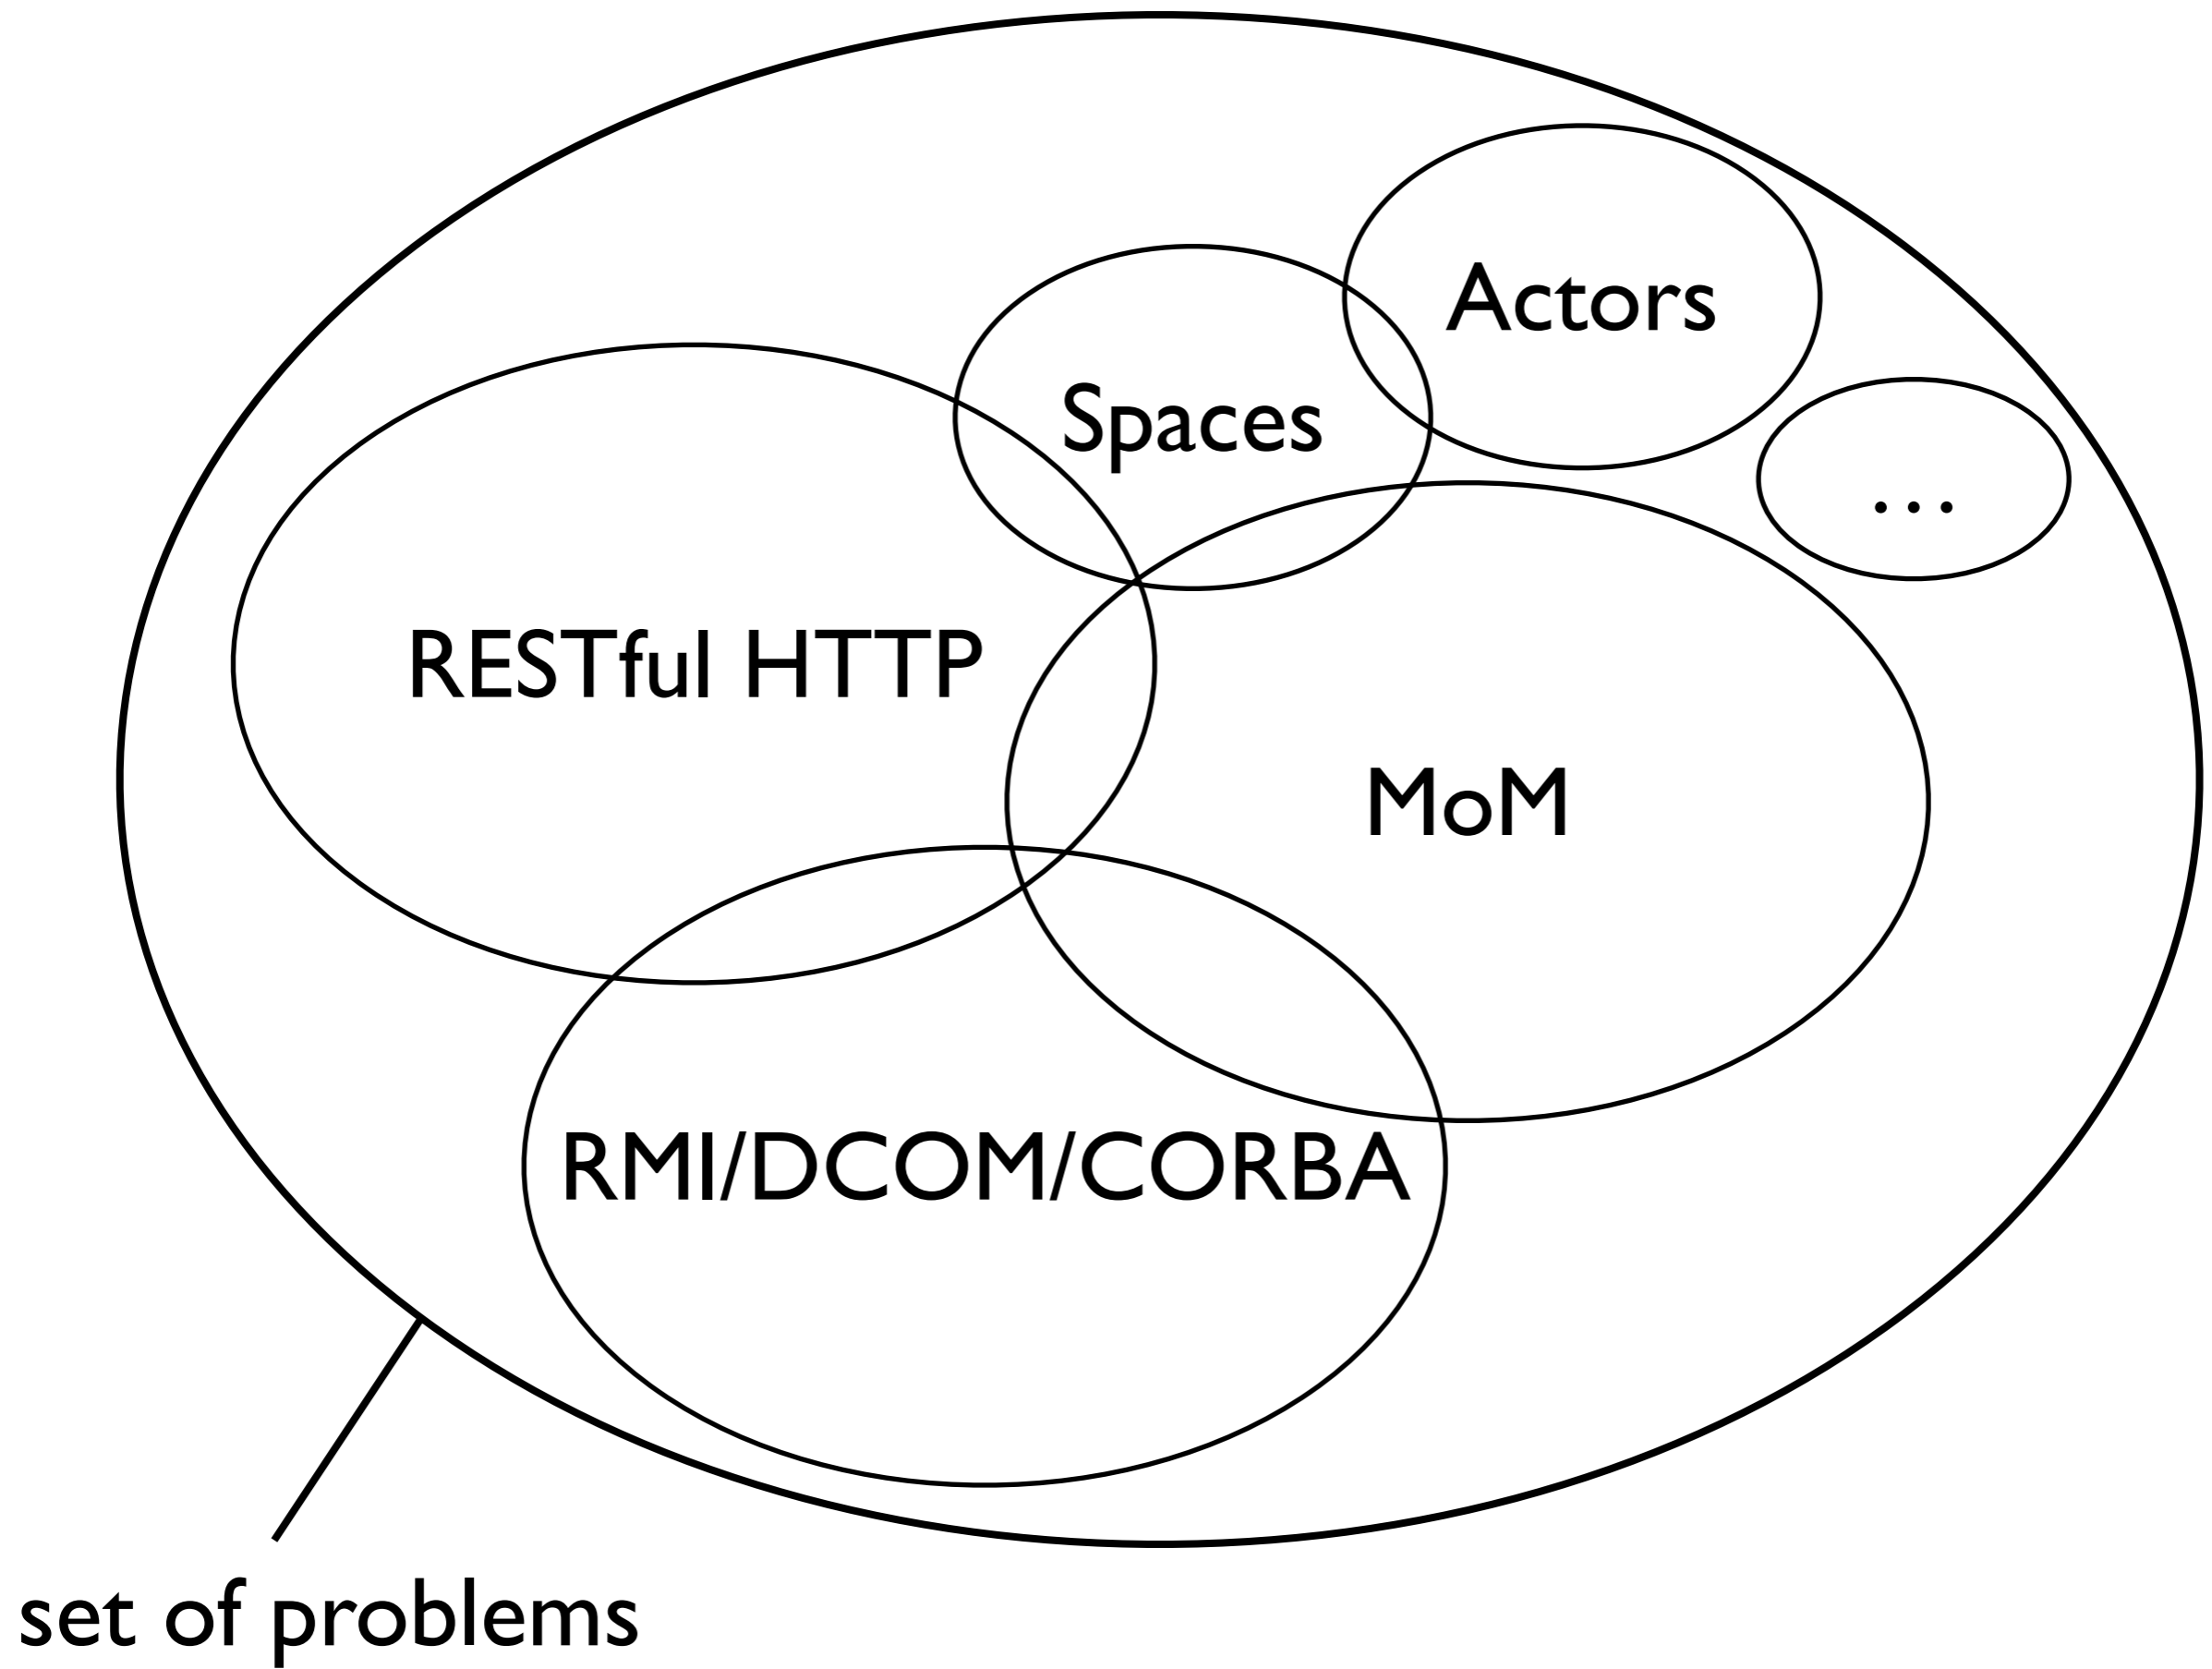 Actors
Spaces
...
RESTful HTTP
MoM
RMI/DCOM/CORBA
set of problems